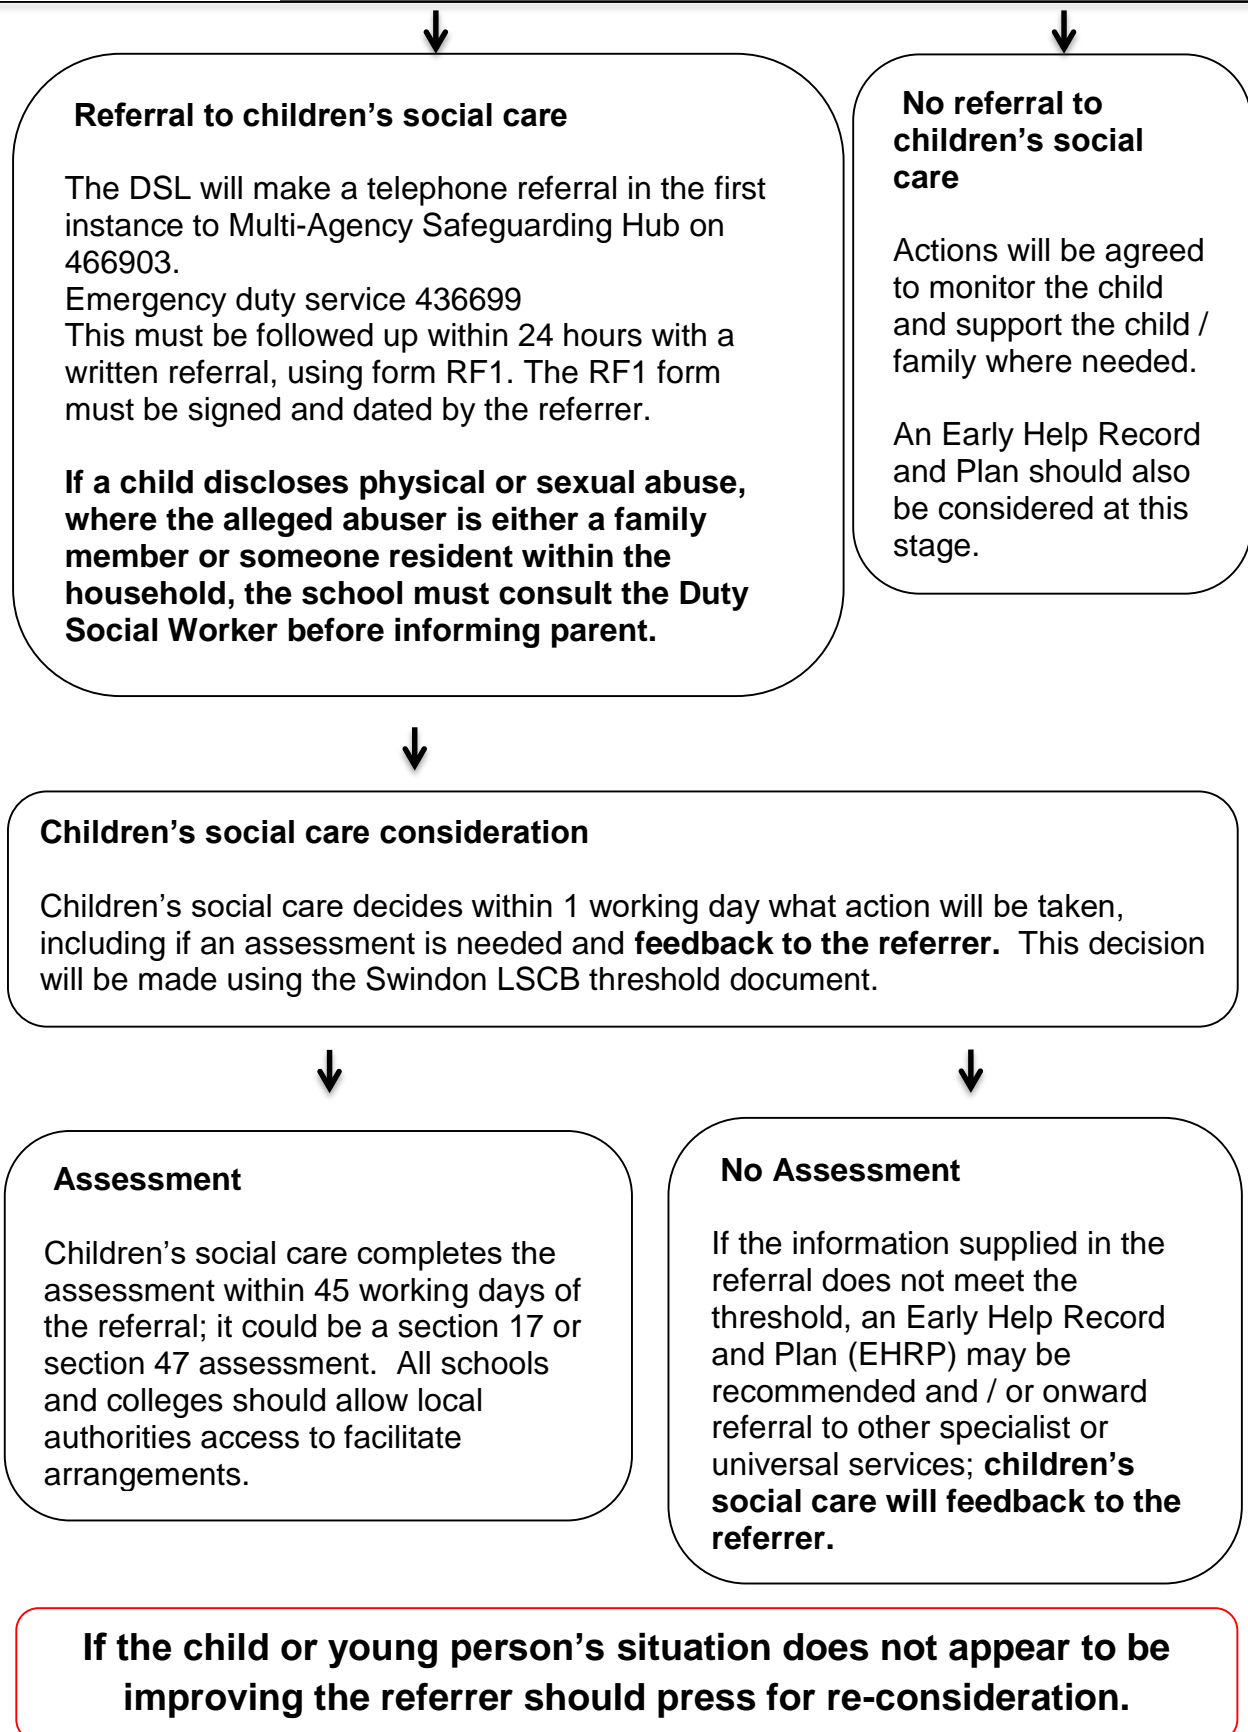 Referral to children’s social care
The DSL will make a telephone referral in the first
instance to Multi-Agency Safeguarding Hub on
466903.
Emergency duty service 436699
This must be followed up within 24 hours with a
written referral, using form RF1. The RF1 form
must be signed and dated by the referrer.
If a child discloses physical or sexual abuse,
where the alleged abuser is either a family
member or someone resident within the
household, the school must consult the Duty
Social Worker before informing parent.
No referral to
children’s social
care
Actions will be agreed
to monitor the child
and support the child /
family where needed.
An Early Help Record
and Plan should also
be considered at this
stage.
Children’s social care consideration
Children’s social care decides within 1 working day what action will be taken,
including if an assessment is needed and feedback to the referrer.  This decision
will be made using the Swindon LSCB threshold document.
Assessment
Children’s social care completes the
assessment within 45 working days of
the referral; it could be a section 17 or
section 47 assessment.  All schools
and colleges should allow local
authorities access to facilitate
arrangements.
No Assessment
If the information supplied in the
referral does not meet the
threshold, an Early Help Record
and Plan (EHRP) may be
recommended and / or onward
referral to other specialist or
universal services; children’s
social care will feedback to the
referrer.
If the child or young person’s situation does not appear to be
improving the referrer should press for re-consideration.